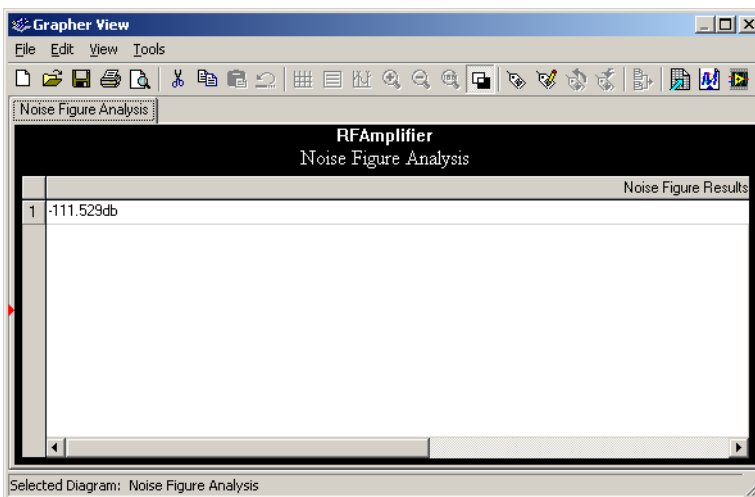 Grapher View
File Edit View Tools
Noise Figure Analysis
RFAmplifier
Noise Figure Analysis
Noise Figure Results
1 -111.529db
Selected Diagram: Noise Figure Analysis